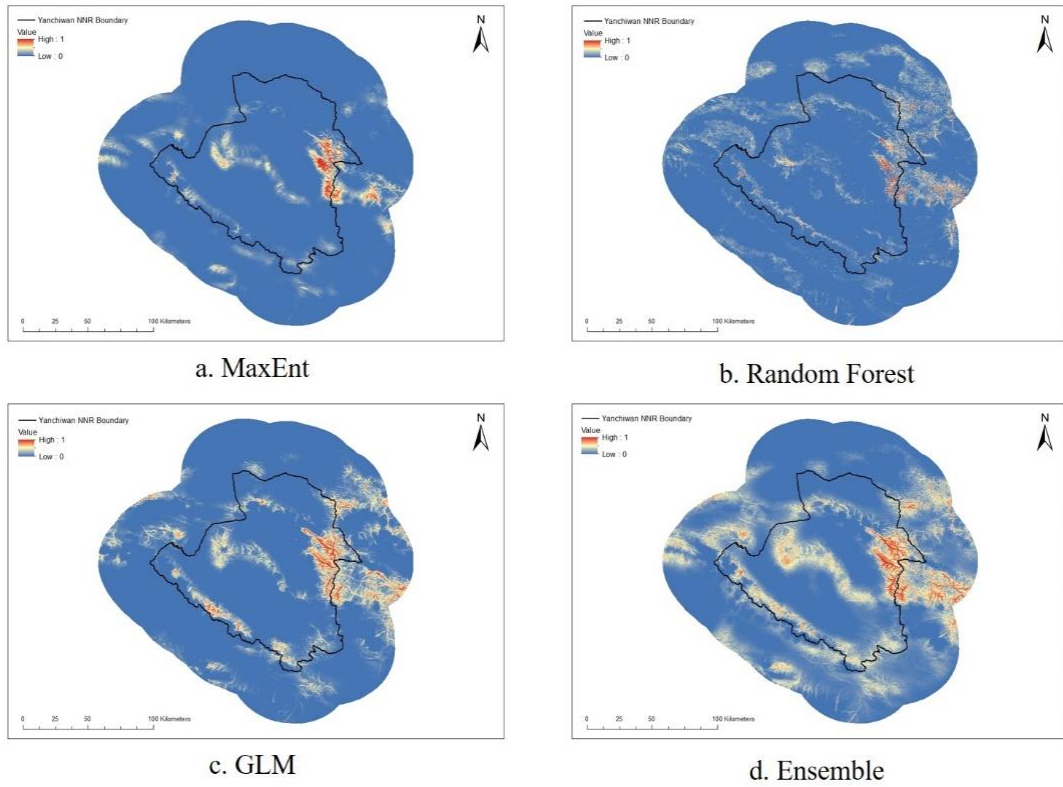 Yanchiwan NNR Boundary
Value
High : 1
Low : 0
N
0 25 50 100 Kilometers
a. MaxEnt
Yanchiwan NNR Boundary
Value
High : 1
Low : 0
N
0 25 50 100 Kilometers
b. Random Forest
Yanchiwan NNR Boundary
Value
High : 1
Low : 0
N
0 25 50 100 Kilometers
c. GLM
Yanchiwan NNR Boundary
Value
High : 1
Low : 0
N
0 25 50 100 Kilometers
d. Ensemble